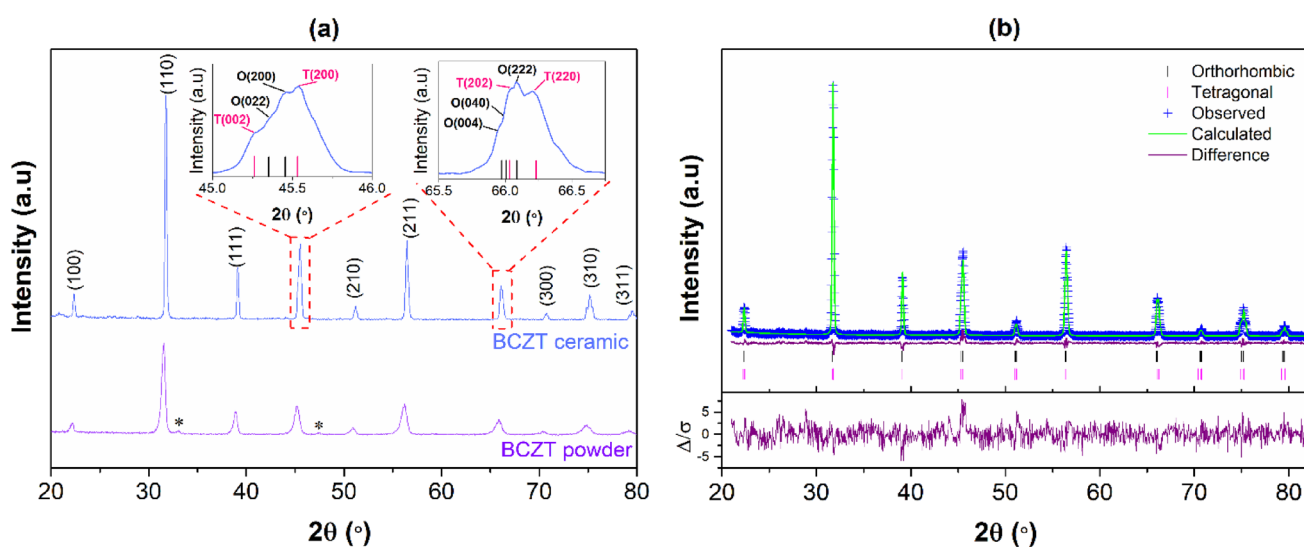 (a)
Intensity (a.u)
(100)
(110)
(111)
(210)
(211)
(300)
(310)
(311)
BCZT ceramic
*
*
BCZT powder
20 30 40 50 60 70 80
2θ (°)
Intensity (a.u)
T(002)
O(022)
O(200)
T(200)
45.0 45.5 46.0
2θ (°)
Intensity (a.u)
O(004)
O(040)
T(202)
O(222)
T(220)
65.5 66.0 66.5
2θ (°)
(b)
Intensity (a.u)
Orthorhombic
Tetragonal
Observed
Calculated
Difference
Δ/σ
5
0
-5
20 30 40 50 60 70 80
2θ (°)